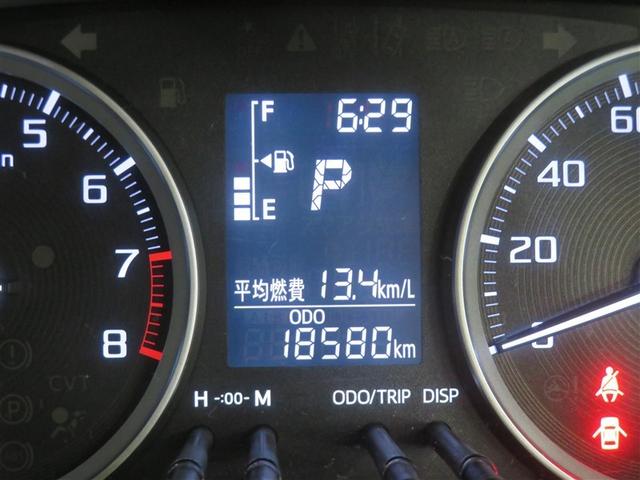 F 6:29
P
E
平均燃費 13.4km/L
ODO
18580km
5
6
7
8
60
40
20
0
CVT
H -:00- M ODO/TRIP DISP